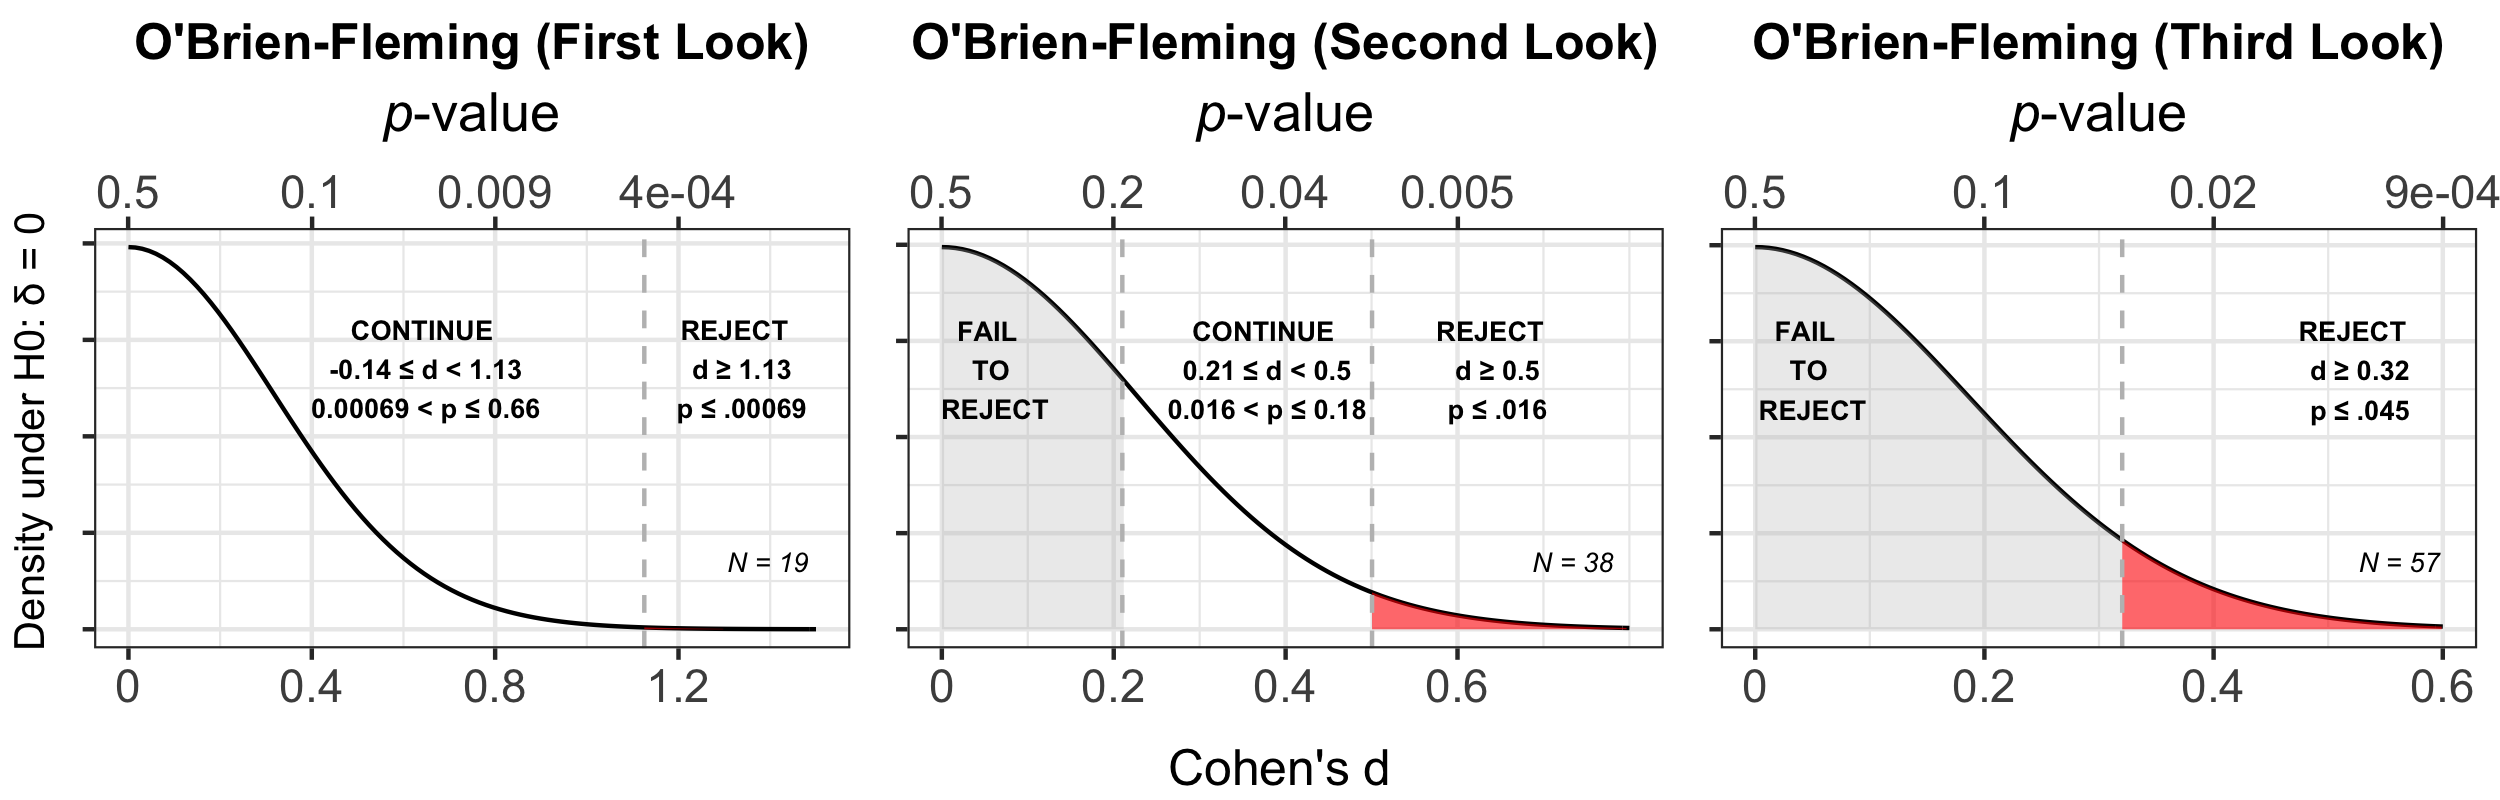 O'Brien-Fleming (First Look)
p-value
0.5 0.1 0.009 4e-04
Density under H0: δ = 0
CONTINUE
-0.14 ≤ d < 1.13
0.00069 < p ≤ 0.66
REJECT
d ≥ 1.13
p ≤ .00069
N = 19
0 0.4 0.8 1.2
O'Brien-Fleming (Second Look)
p-value
0.5 0.2 0.04 0.005
FAIL
TO
REJECT
CONTINUE
0.21 ≤ d < 0.5
0.016 < p ≤ 0.18
REJECT
d ≥ 0.5
p ≤ .016
N = 38
0 0.2 0.4 0.6
O'Brien-Fleming (Third Look)
p-value
0.5 0.1 0.02 9e-04
FAIL
TO
REJECT
REJECT
d ≥ 0.32
p ≤ .045
N = 57
0 0.2 0.4 0.6
Cohen's d